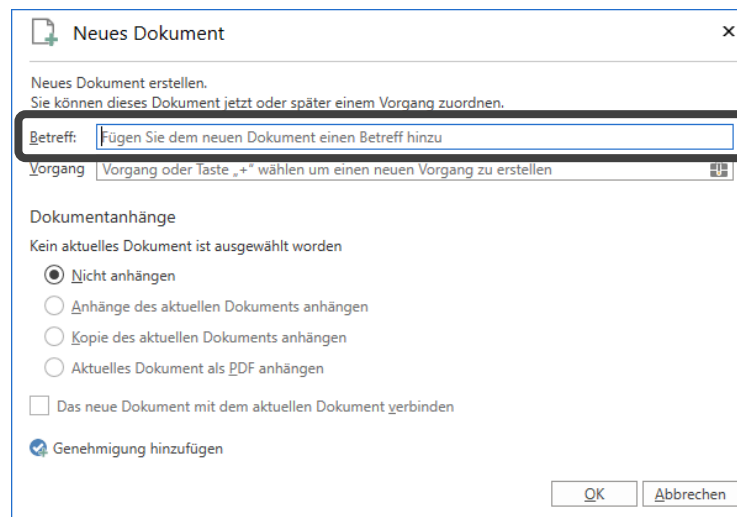 Neues Dokument
Neues Dokument erstellen.
Sie können dieses Dokument jetzt oder später einem Vorgang zuordnen.
Betreff: Fügen Sie dem neuen Dokument einen Betreff hinzu
Vorgang Vorgang oder Taste „+“ wählen um einen neuen Vorgang zu erstellen
Dokumentanhänge
Kein aktuelles Dokument ist ausgewählt worden
Nicht anhängen
Anhänge des aktuellen Dokuments anhängen
Kopie des aktuellen Dokuments anhängen
Aktuelles Dokument als PDF anhängen
Das neue Dokument mit dem aktuellen Dokument verbinden
Genehmigung hinzufügen
OK Abbrechen